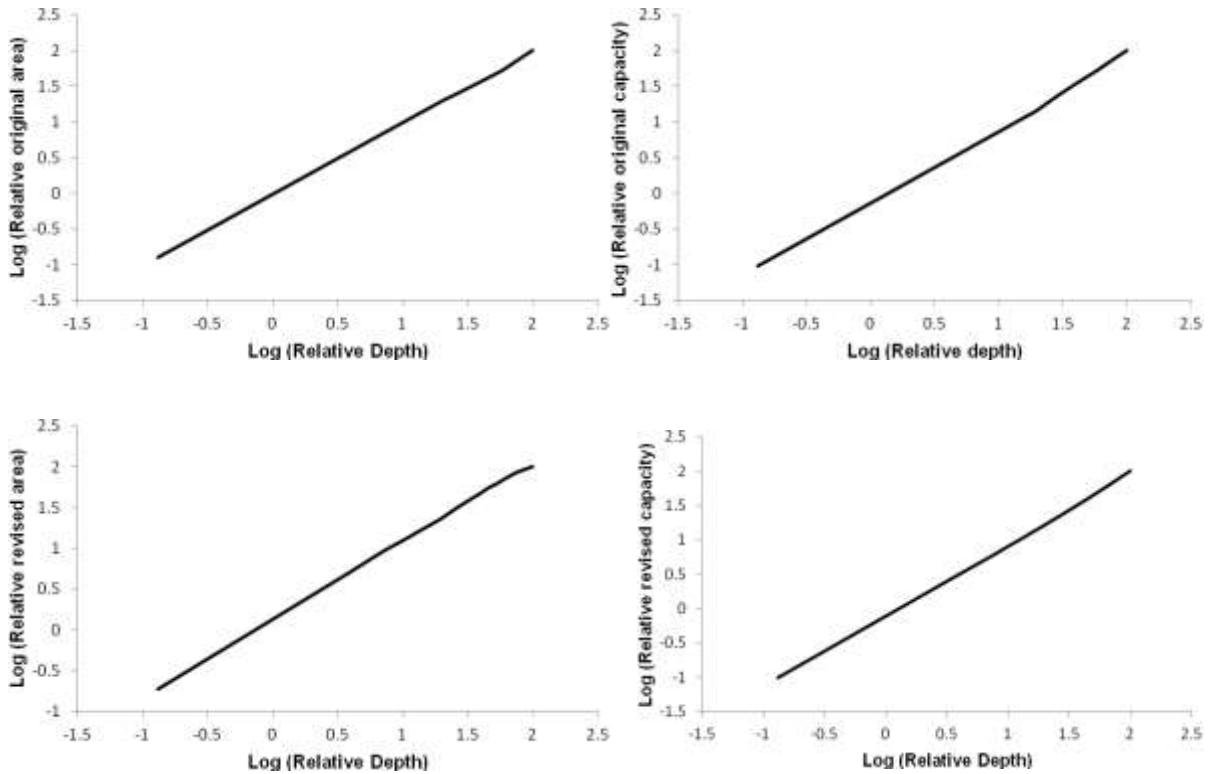 Log (Relative original area)
2.5
2
1.5
1
0.5
0
-0.5
-1
-1.5
-1.5 -1 -0.5 0 0.5 1 1.5 2 2.5
Log (Relative Depth)
Log (Relative original capacity)
2.5
2
1.5
1
0.5
0
-0.5
-1
-1.5
-1.5 -1 -0.5 0 0.5 1 1.5 2 2.5
Log (Relative depth)
Log (Relative revised area)
2.5
2
1.5
1
0.5
0
-0.5
-1
-1.5 -1 -0.5 0 0.5 1 1.5 2 2.5
Log (Relative Depth)
Log (Relative revised capacity)
2.5
2
1.5
1
0.5
0
-0.5
-1
-1.5
-1.5 -1 -0.5 0 0.5 1 1.5 2 2.5
Log (Relative Depth)